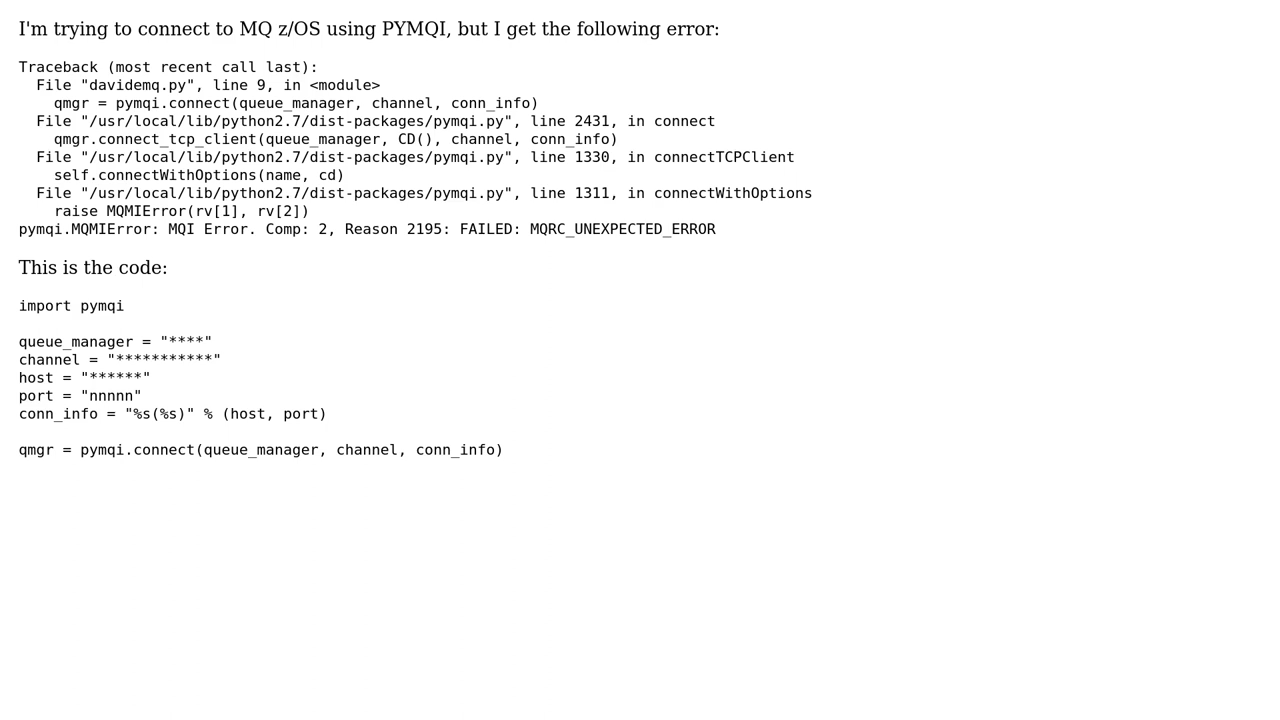 I'm trying to connect to MQ z/OS using PYMQI, but I get the following error:
Traceback (most recent call last):
  File "davidemq.py", line 9, in <module>
    qmgr = pymqi.connect(queue_manager, channel, conn_info)
  File "/usr/local/lib/python2.7/dist-packages/pymqi.py", line 2431, in connect
    qmgr.connect_tcp_client(queue_manager, CD(), channel, conn_info)
  File "/usr/local/lib/python2.7/dist-packages/pymqi.py", line 1330, in connectTCPClient
    self.connectWithOptions(name, cd)
  File "/usr/local/lib/python2.7/dist-packages/pymqi.py", line 1311, in connectWithOptions
    raise MQMIError(rv[1], rv[2])
pymqi.MQMIError: MQI Error. Comp: 2, Reason 2195: FAILED: MQRC_UNEXPECTED_ERROR
This is the code:
import pymqi
queue_manager = "****"
channel = "***********"
host = "******"
port = "nnnnn"
conn_info = "%s(%s)" % (host, port)
qmgr = pymqi.connect(queue_manager, channel, conn_info)